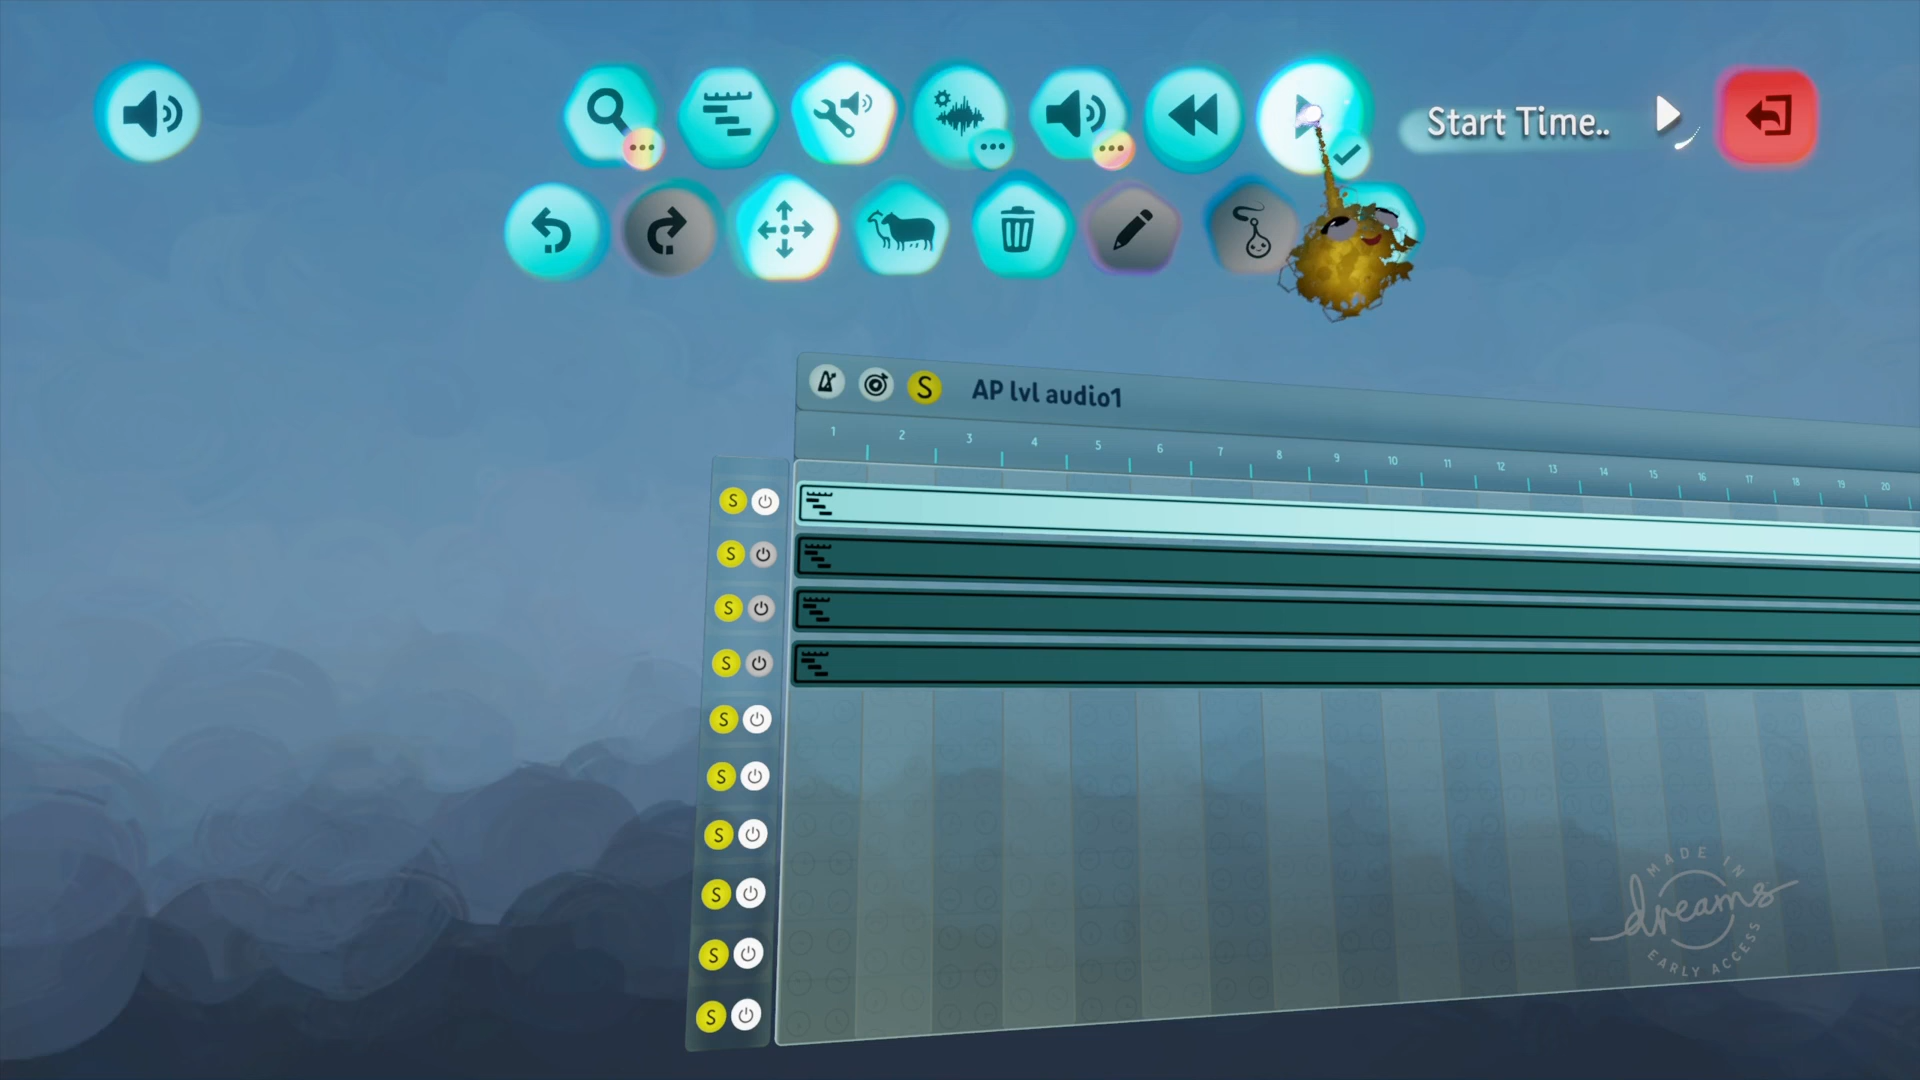 Start Time..
S AP lvl audio1
1 2 3 4 5 6 7 8 9 10 11 12 13 14 15 16 17 18 19 20
S
S
S
S
S
S
S
S
S
S
MADE IN
dreams
EARLY ACCESS